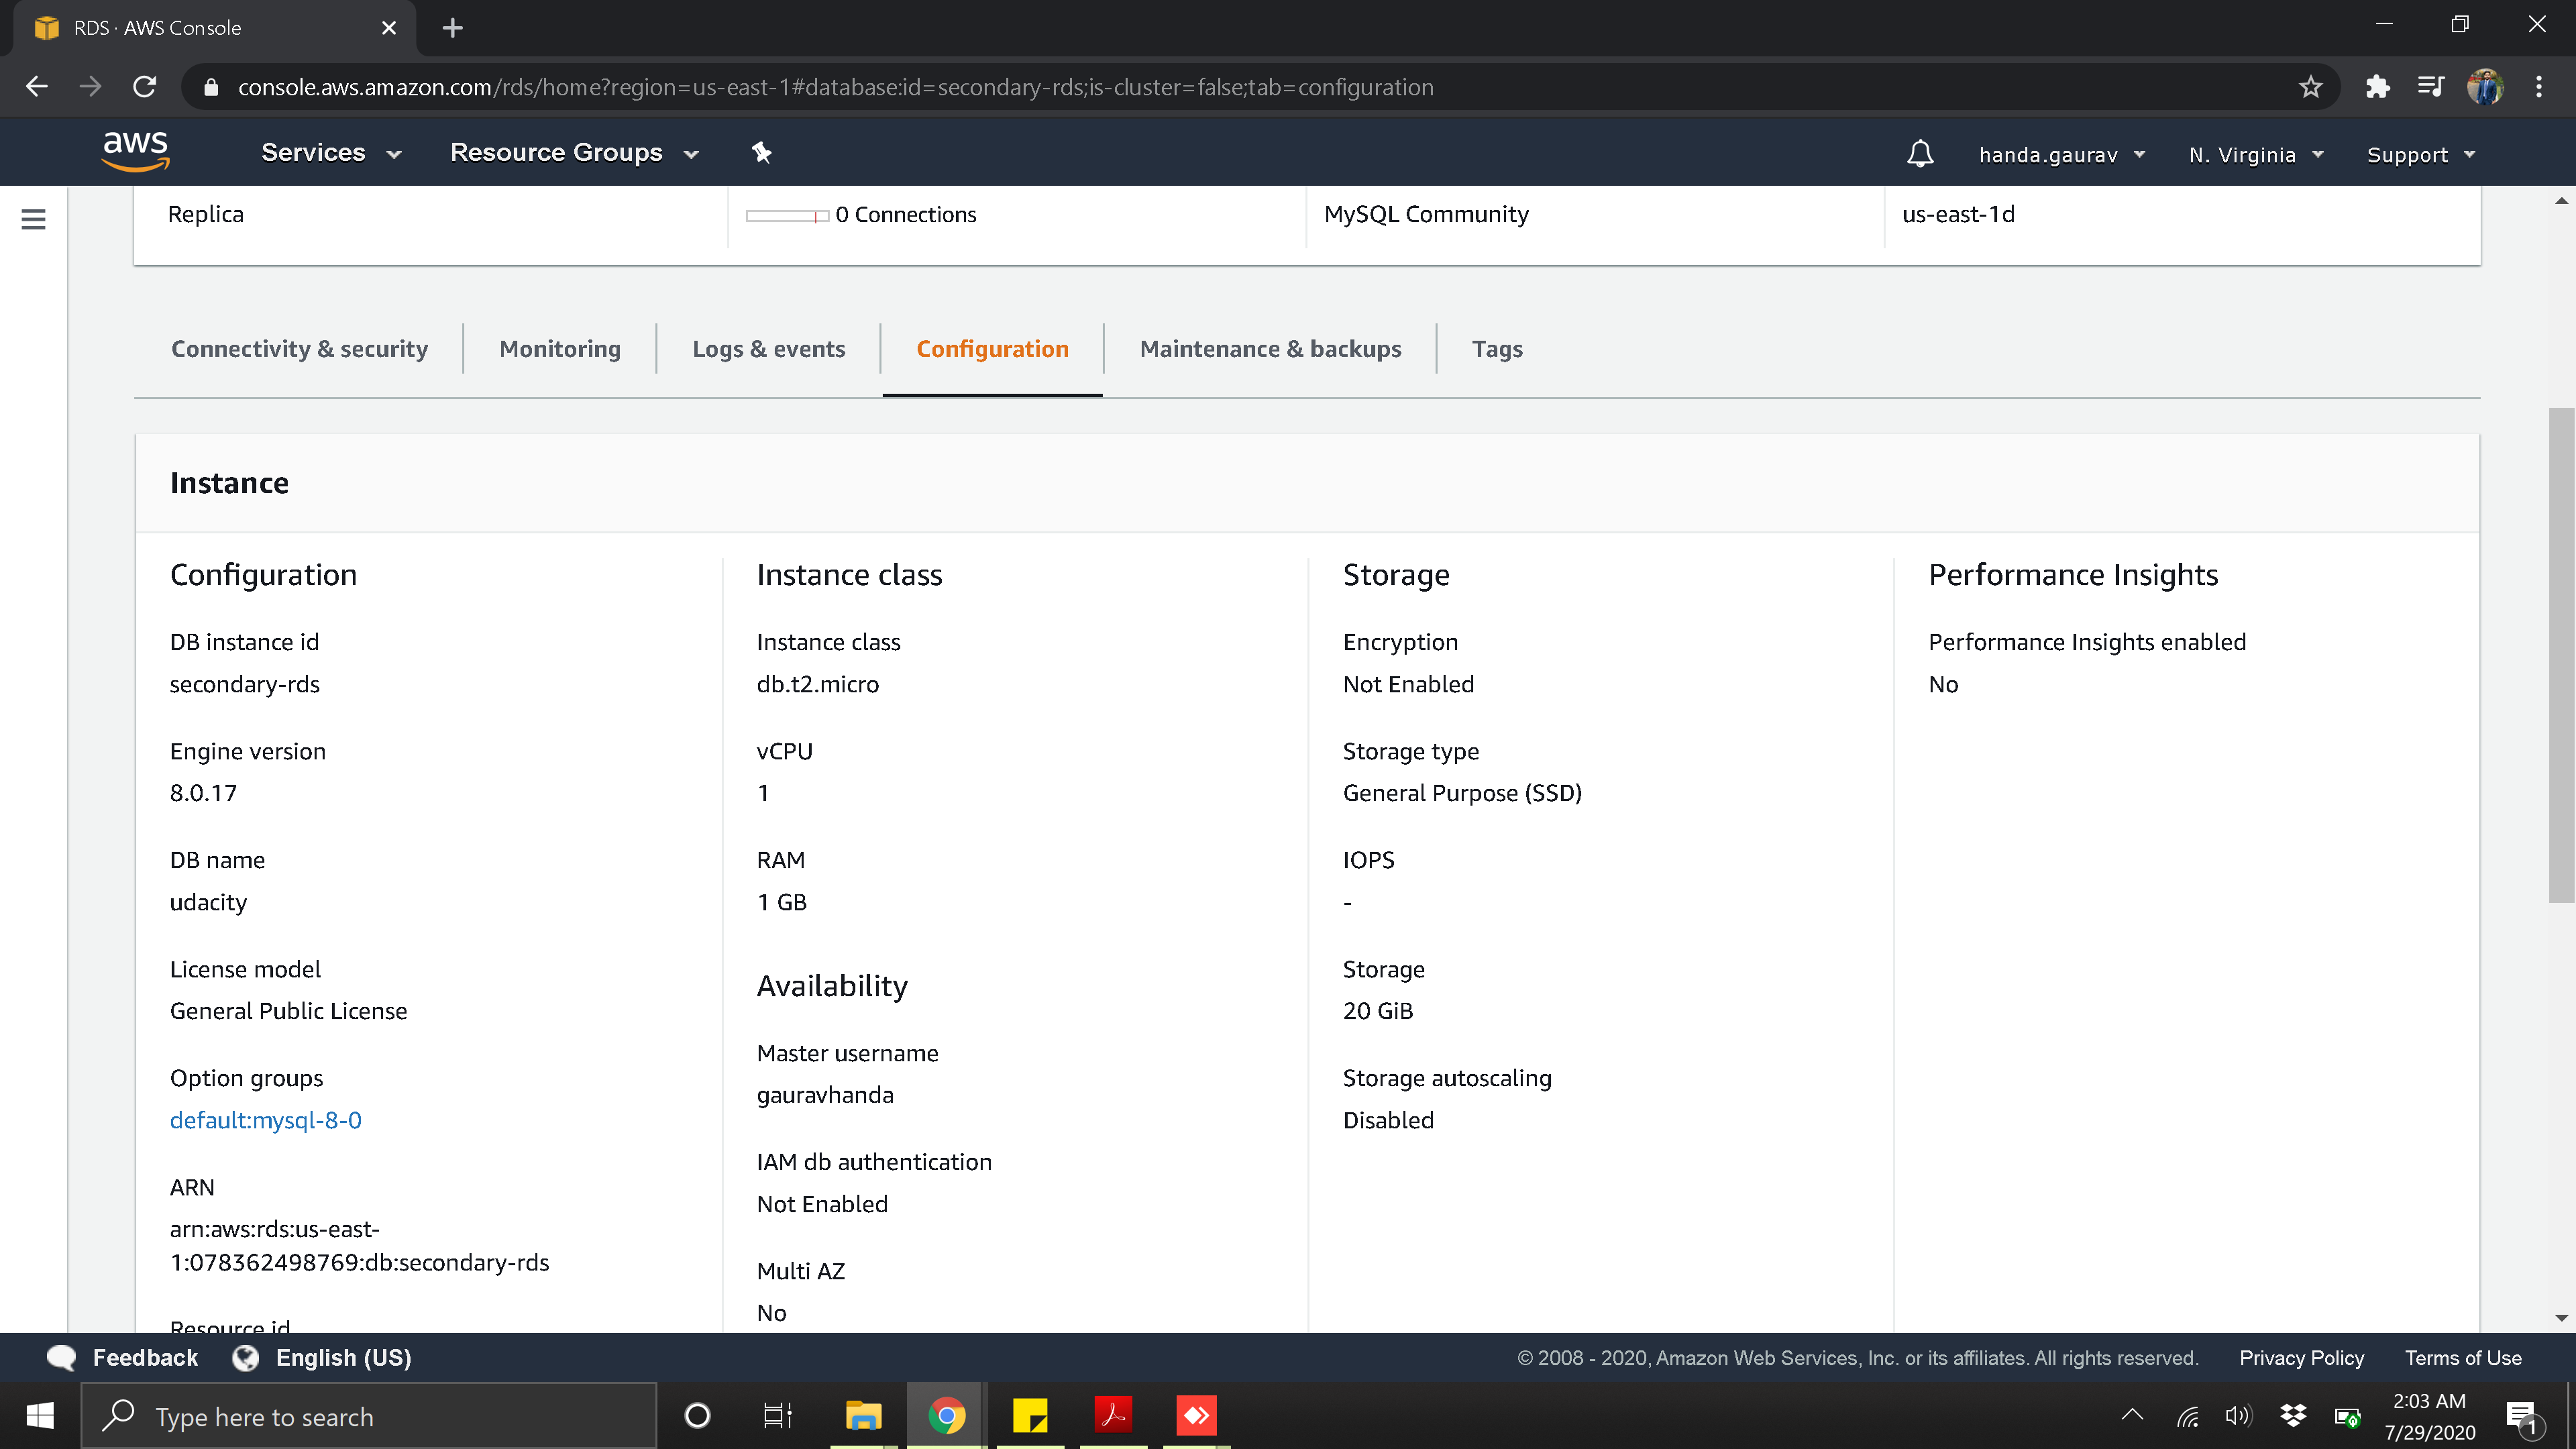 RDS · AWS Console
console.aws.amazon.com/rds/home?region=us-east-1#database:id=secondary-rds;is-cluster=false;tab=configuration
aws
Services
Resource Groups
handa.gaurav
N. Virginia
Support
Replica
0 Connections
MySQL Community
us-east-1d
Connectivity & security
Monitoring
Logs & events
Configuration
Maintenance & backups
Tags
Instance
Configuration
DB instance id
secondary-rds
Engine version
8.0.17
DB name
udacity
License model
General Public License
Option groups
default:mysql-8-0
ARN
arn:aws:rds:us-east-
1:078362498769:db:secondary-rds
Resource id
Instance class
Instance class
db.t2.micro
vCPU
1
RAM
1 GB
Availability
Master username
gauravhanda
IAM db authentication
Not Enabled
Multi AZ
No
Storage
Encryption
Not Enabled
Storage type
General Purpose (SSD)
IOPS
-
Storage
20 GiB
Storage autoscaling
Disabled
Performance Insights
Performance Insights enabled
No
Feedback
English (US)
© 2008 - 2020, Amazon Web Services, Inc. or its affiliates. All rights reserved.
Privacy Policy
Terms of Use
Type here to search
2:03 AM
7/29/2020
1